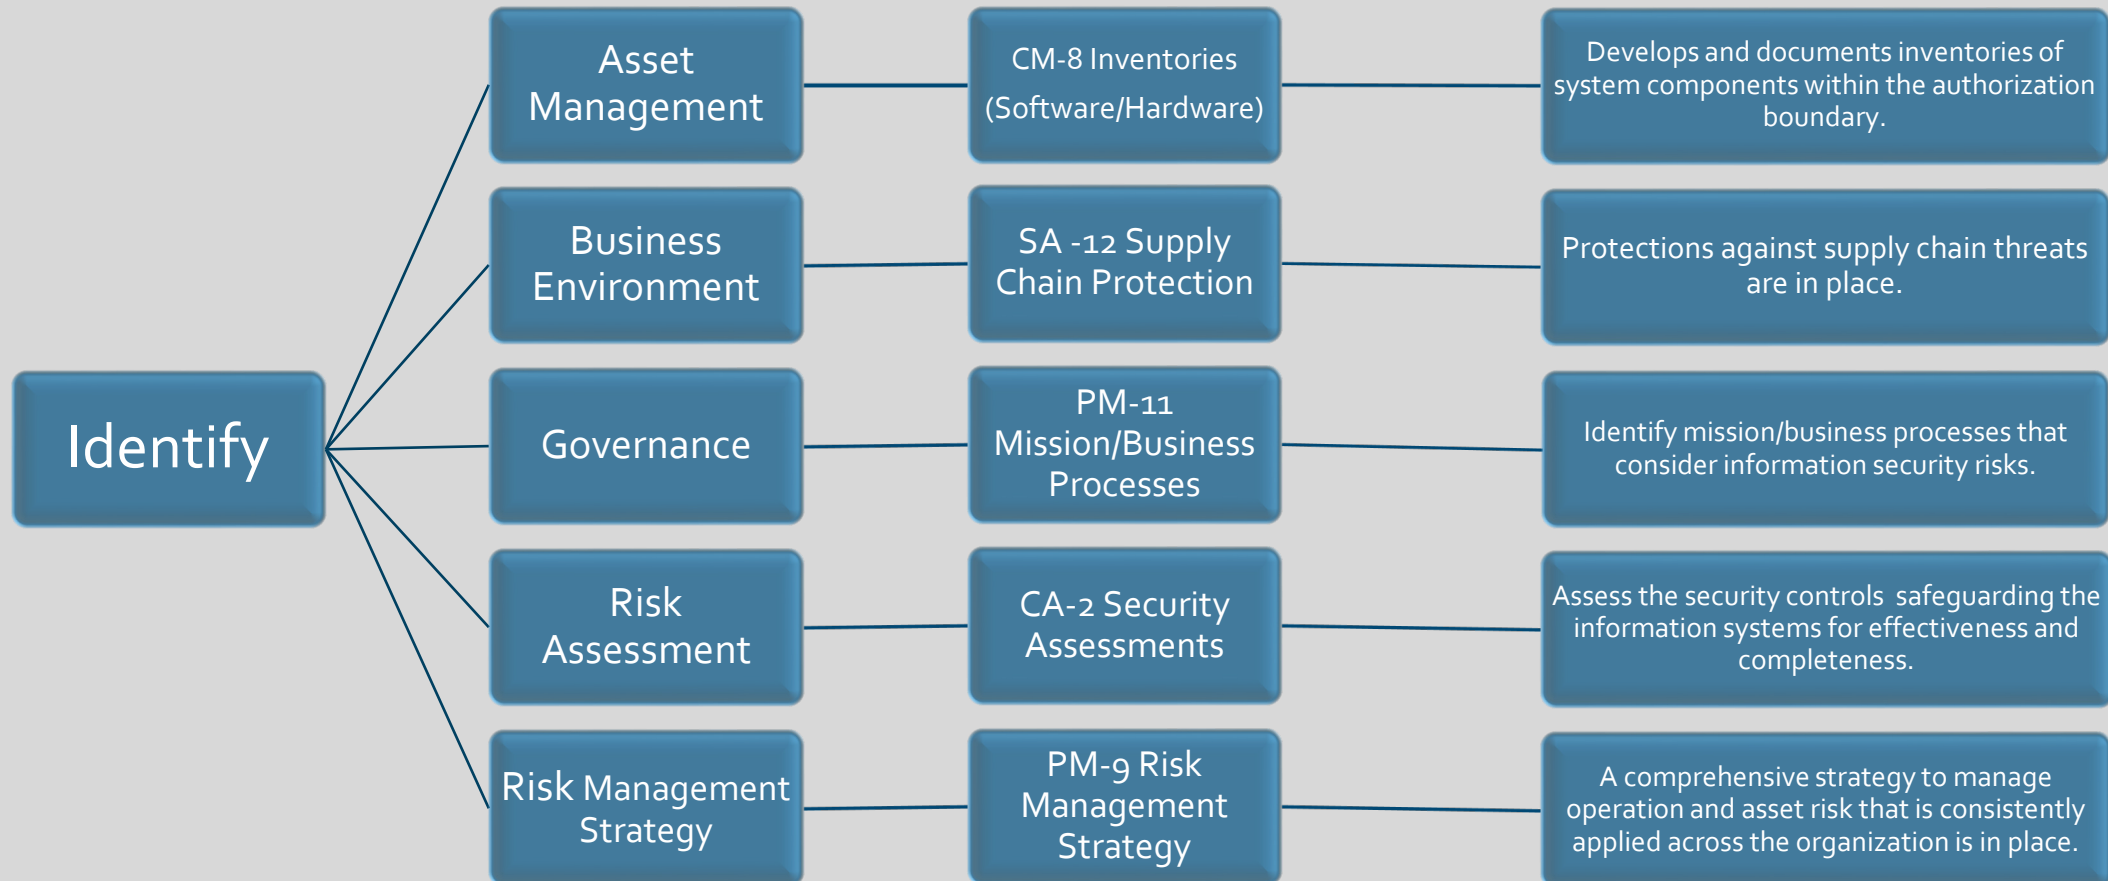 Identify
Asset
Management
CM-8 Inventories
(Software/Hardware)
Develops and documents inventories of
system components within the authorization
boundary.
Business
Environment
SA -12 Supply
Chain Protection
Protections against supply chain threats
are in place.
Governance
PM-11
Mission/Business
Processes
Identify mission/business processes that
consider information security risks.
Risk
Assessment
CA-2 Security
Assessments
Assess the security controls  safeguarding the
information systems for effectiveness and
completeness.
Risk Management
Strategy
PM-9 Risk
Management
Strategy
A comprehensive strategy to manage
operation and asset risk that is consistently
applied across the organization is in place.